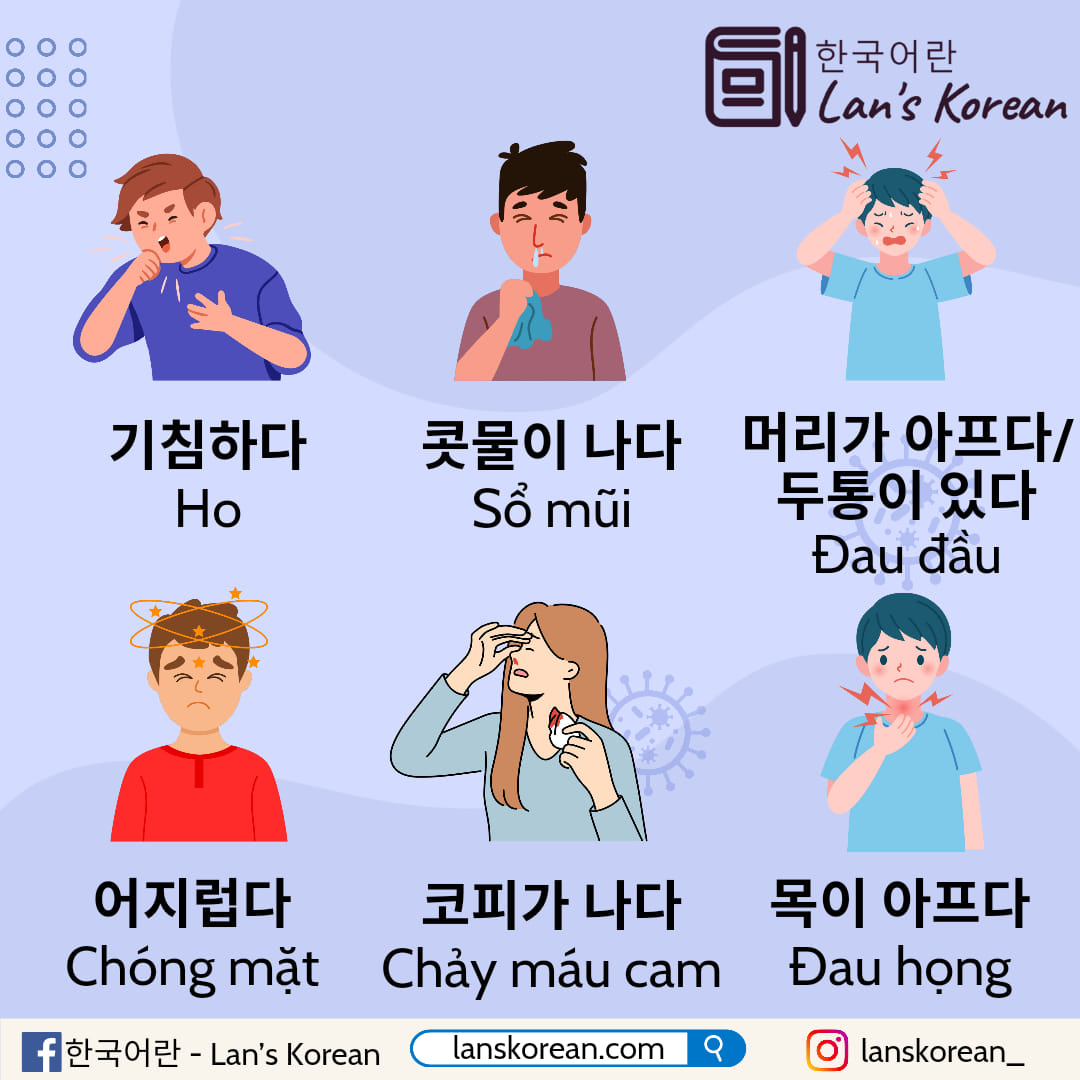 한국어란
Lan's Korean
기침하다
Ho
콧물이 나다
Sổ mũi
머리가 아프다/
두통이 있다
Đau đầu
어지럽다
Chóng mặt
코피가 나다
Chảy máu cam
목이 아프다
Đau họng
한국어란 - Lan's Korean
lanskorean.com
lanskorean_